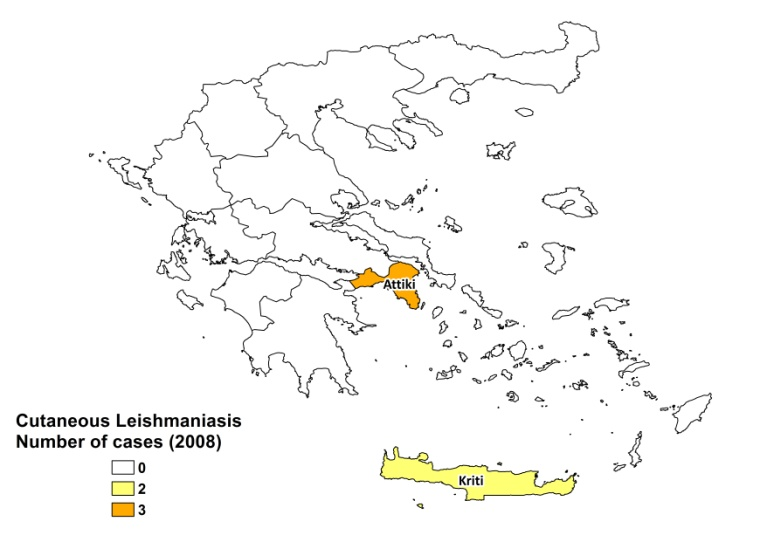 Attiki
Cutaneous Leishmaniasis
Number of cases (2008)
0
2
3
Kriti